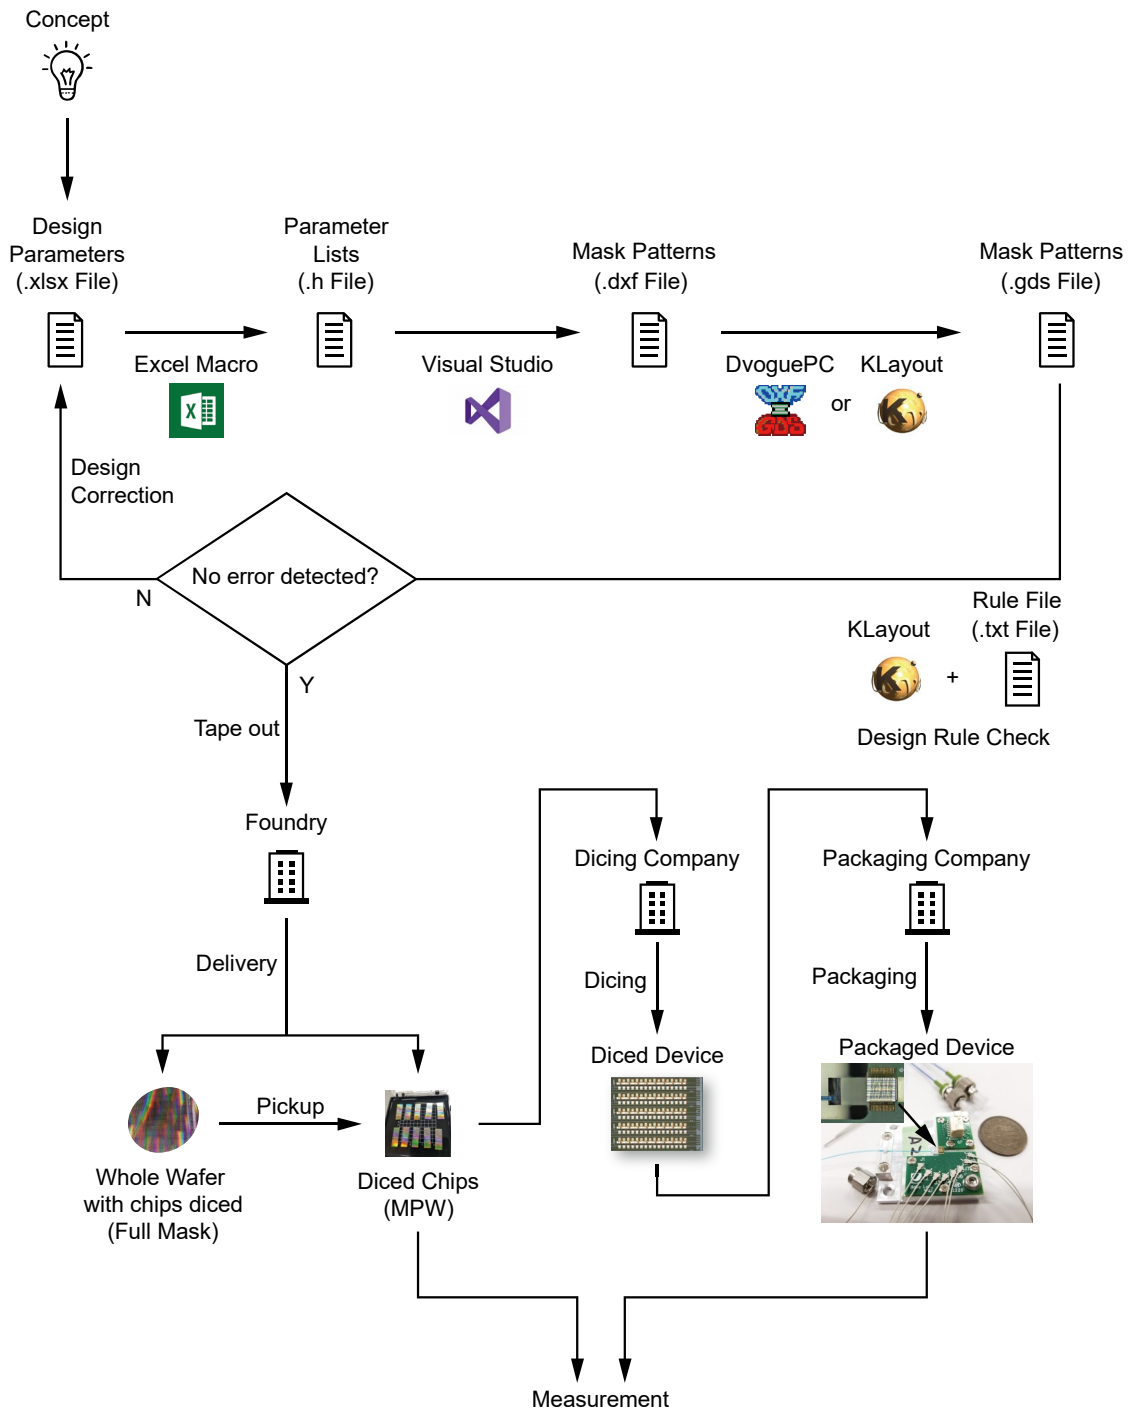 Concept
Design
Parameters
(.xlsx File)
Parameter
Lists
(.h File)
Mask Patterns
(.dxf File)
Mask Patterns
(.gds File)
Excel Macro
X
Visual Studio
DvoguePC
DXF
GDS
or
KLayout
K
Design
Correction
No error detected?
N
Y
KLayout
K
+
Rule File
(.txt File)
Design Rule Check
Tape out
Foundry
Delivery
Dicing Company
Dicing
Diced Device
Packaging Company
Packaging
Packaged Device
Pickup
Whole Wafer
with chips diced
(Full Mask)
Diced Chips
(MPW)
Measurement